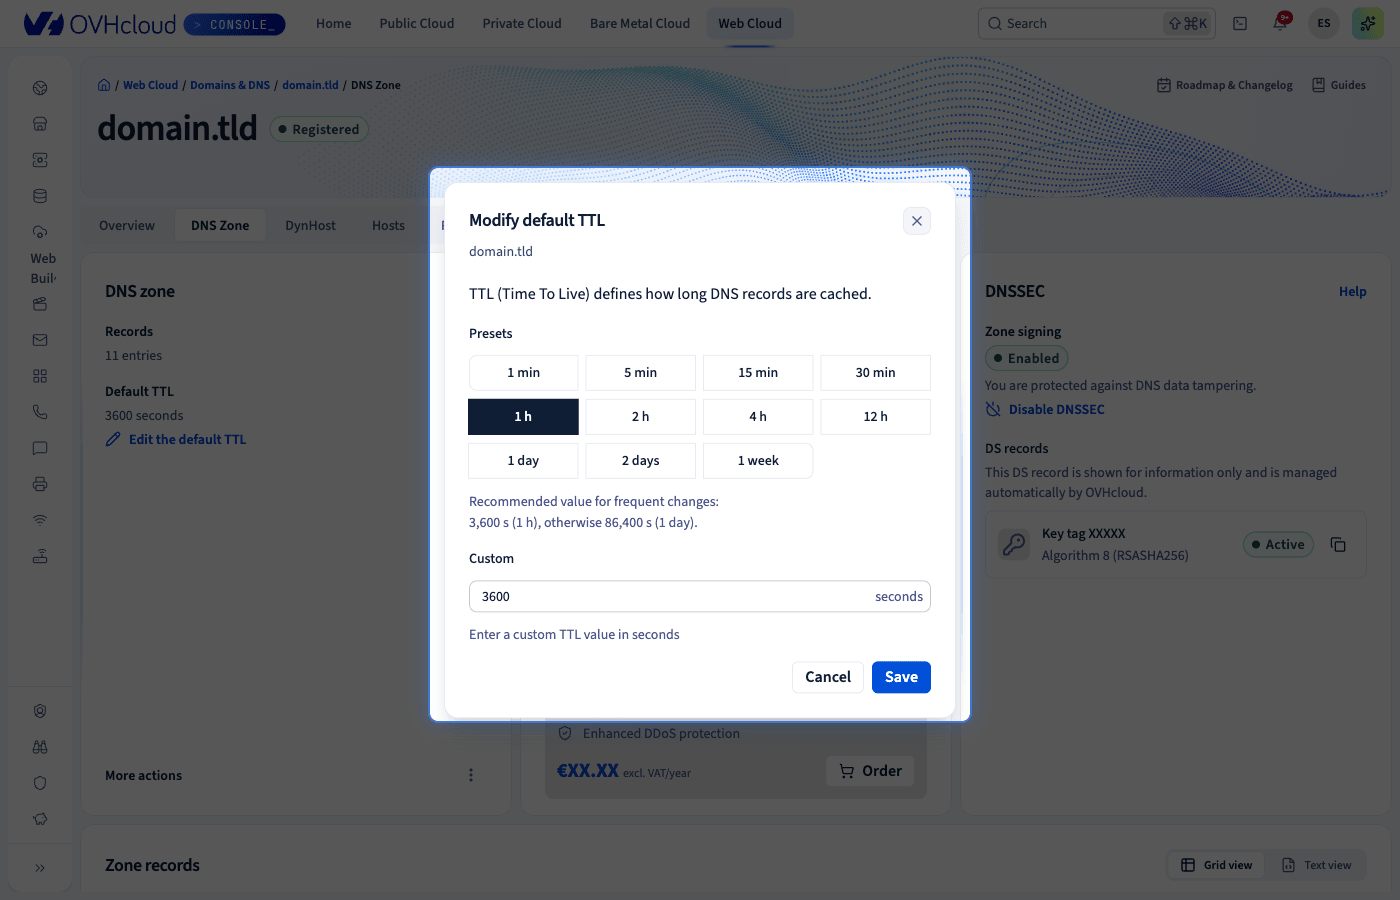 OVHcloud > CONSOLE_
Home
Public Cloud
Private Cloud
Bare Metal Cloud
Web Cloud
Search
⇧⌘K
9+
ES
/ Web Cloud / Domains & DNS / domain.tld / DNS Zone
Roadmap & Changelog
Guides
domain.tld
Registered
Overview
DNS Zone
DynHost
Hosts
Web
DNS zone
Records
11 entries
Default TTL
3600 seconds
Edit the default TTL
More actions
Modify default TTL
domain.tld
TTL (Time To Live) defines how long DNS records are cached.
Presets
1 min
5 min
15 min
30 min
1 h
2 h
4 h
12 h
1 day
2 days
1 week
Recommended value for frequent changes:
3,600 s (1 h), otherwise 86,400 s (1 day).
Custom
3600
seconds
Enter a custom TTL value in seconds
Cancel
Save
Enhanced DDoS protection
€XX.XX excl. VAT/year
Order
DNSSEC
Help
Zone signing
Enabled
You are protected against DNS data tampering.
Disable DNSSEC
DS records
This DS record is shown for information only and is managed
automatically by OVHcloud.
Key tag XXXXX
Algorithm 8 (RSASHA256)
Active
Zone records
Grid view
Text view